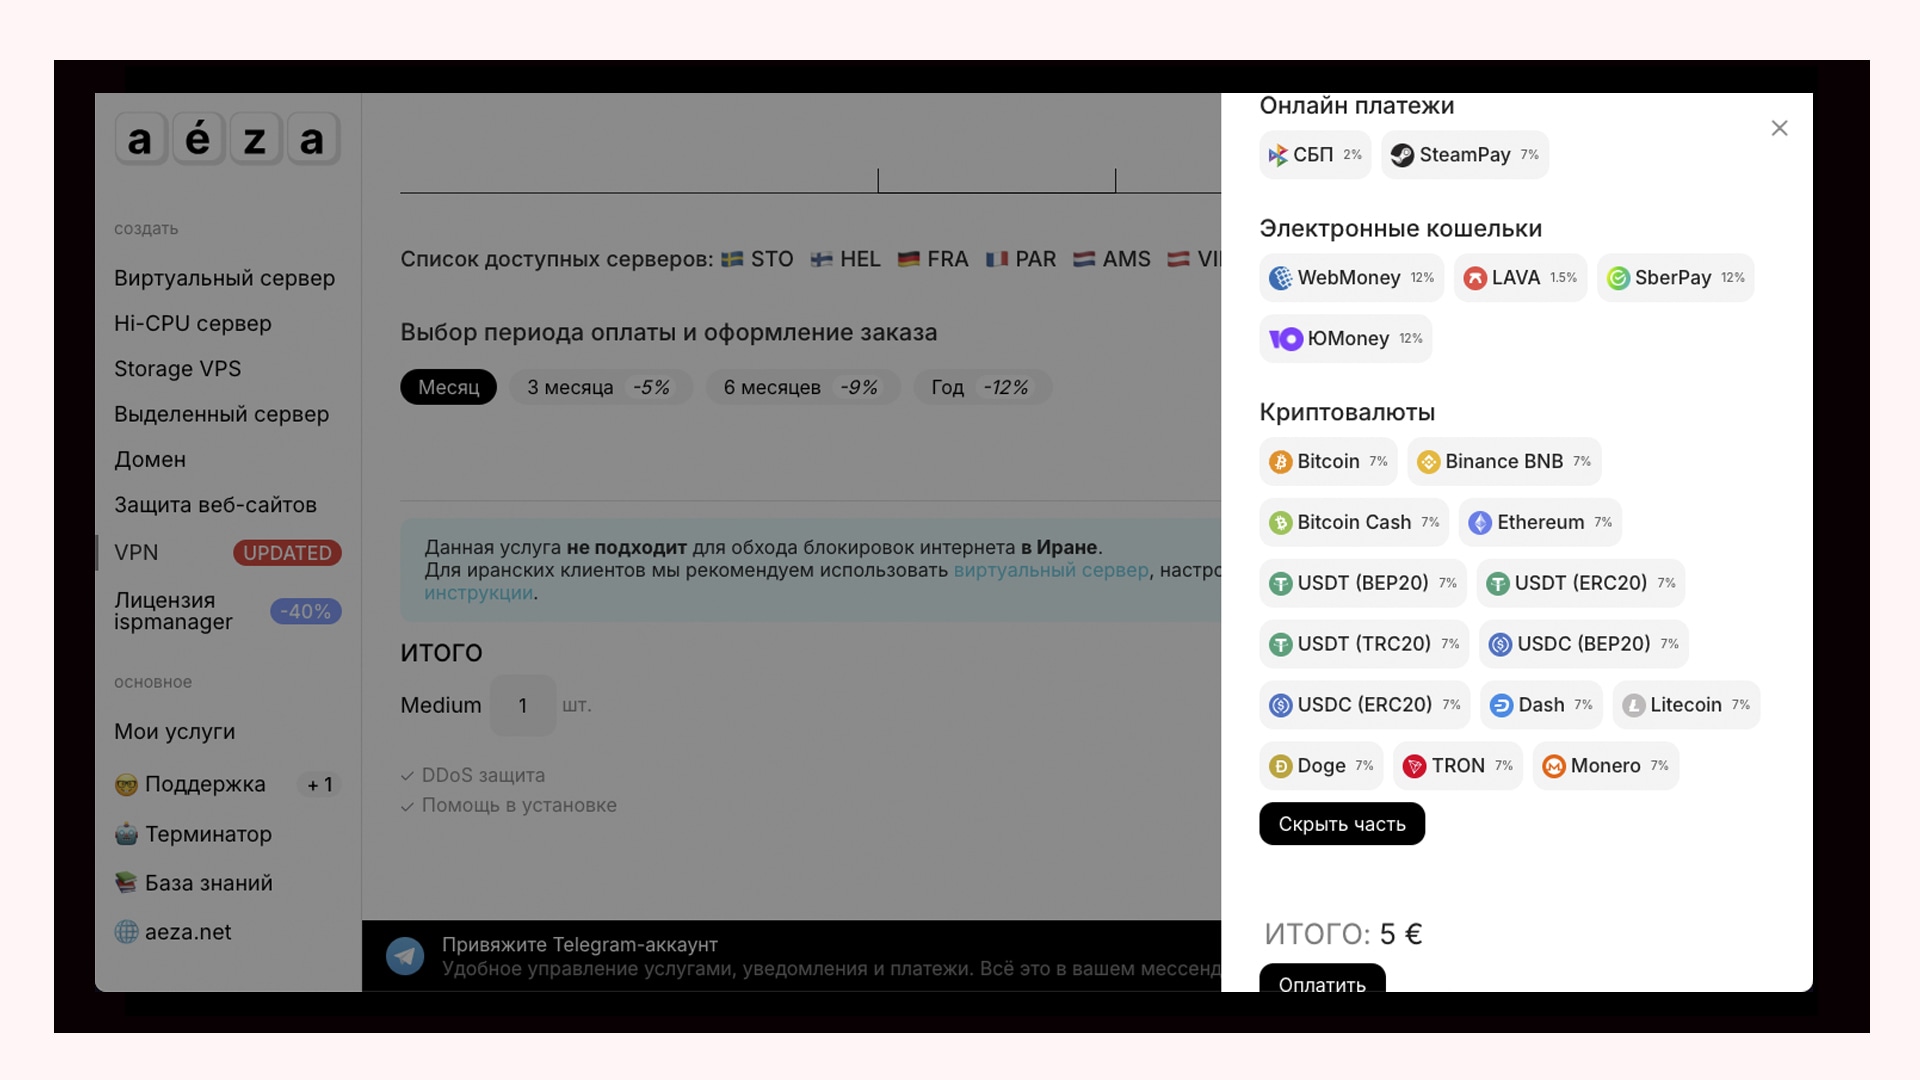 aéza
создать
Виртуальный сервер
Hi-CPU сервер
Storage VPS
Выделенный сервер
Домен
Защита веб-сайтов
VPN UPDATED
Лицензия
ispmanager -40%
основное
Мои услуги
Поддержка +1
Терминатор
База знаний
aeza.net
Список доступных серверов: STO HEL FRA PAR AMS
Выбор периода оплаты и оформление заказа
Месяц 3 месяца -5% 6 месяцев -9% Год -12%
Данная услуга не подходит для обхода блокировок интернета в Иране.
Для иранских клиентов мы рекомендуем использовать виртуальный сервер, настро
инструкции.
ИТОГО
Medium 1 шт.
DDoS защита
Помощь в установке
Привяжите Telegram-аккаунт
Удобное управление услугами, уведомления и платежи. Всё это в вашем мессенд
Онлайн платежи
СБП 2% SteamPay 7%
Электронные кошельки
WebMoney 12% LAVA 1.5% SberPay 12%
ЮMoney 12%
Криптовалюты
Bitcoin 7% Binance BNB 7%
Bitcoin Cash 7% Ethereum 7%
USDT (BEP20) 7% USDT (ERC20) 7%
USDT (TRC20) 7% USDC (BEP20) 7%
USDC (ERC20) 7% Dash 7% Litecoin 7%
Doge 7% TRON 7% Monero 7%
Скрыть часть
ИТОГО: 5 €
Оплатить